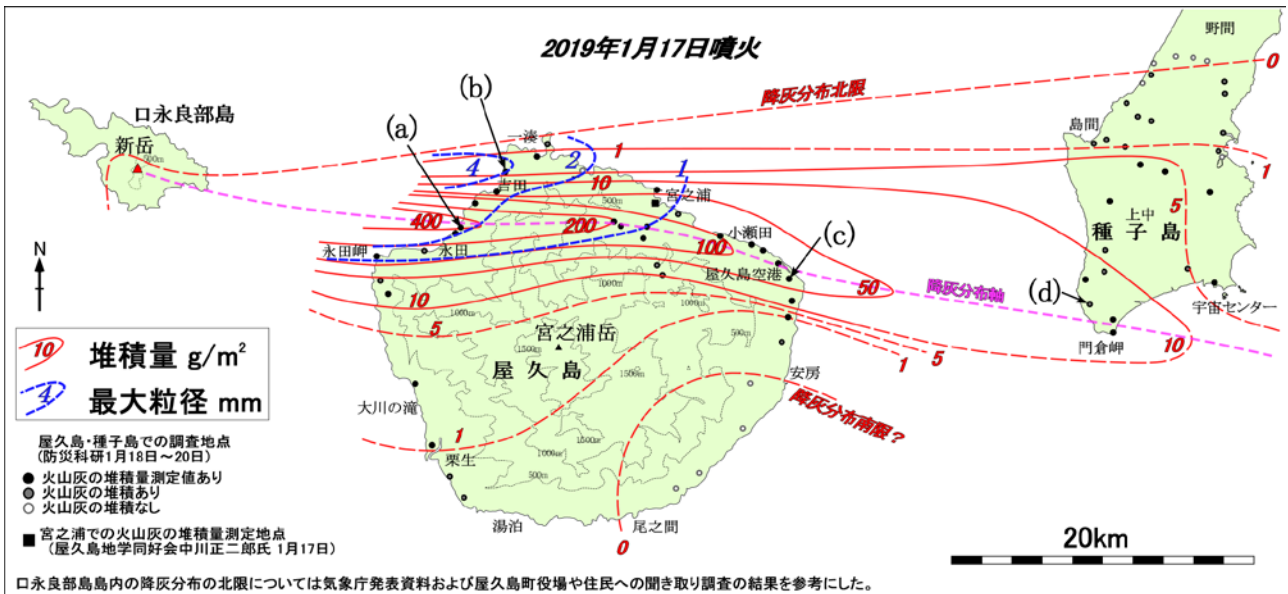 2019年1月17日噴火
野間
0
降灰分布北限
口永良部島
新岳
500m
(a)
(b)
一湊
4
2
1
1
島間
1
吉田
10
500m
宮之浦
5
400
200
小瀬田
100
上中
種子島
(c)
永田岬
永田
屋久島空港
50
降灰分布軸
(d)
宇宙センター
門倉岬
10
10
5
1000m
1000m
500m
宮之浦岳
1500m
1500m
屋久島
1
5
安房
降灰分布南限?
大川の滝
1
栗生
1500m
1000m
500m
湯泊
尾之間
0
N
10 堆積量 g/m²
4 最大粒径 mm
屋久島・種子島での調査地点
(防災科研1月18日~20日)
火山灰の堆積量測定値あり
火山灰の堆積あり
火山灰の堆積なし
宮之浦での火山灰の堆積量測定地点
(屋久島地学同好会中川正二郎氏 1月17日)
20km
口永良部島島内の降灰分布の北限については気象庁発表資料および屋久島町役場や住民への聞き取り調査の結果を参考にした。